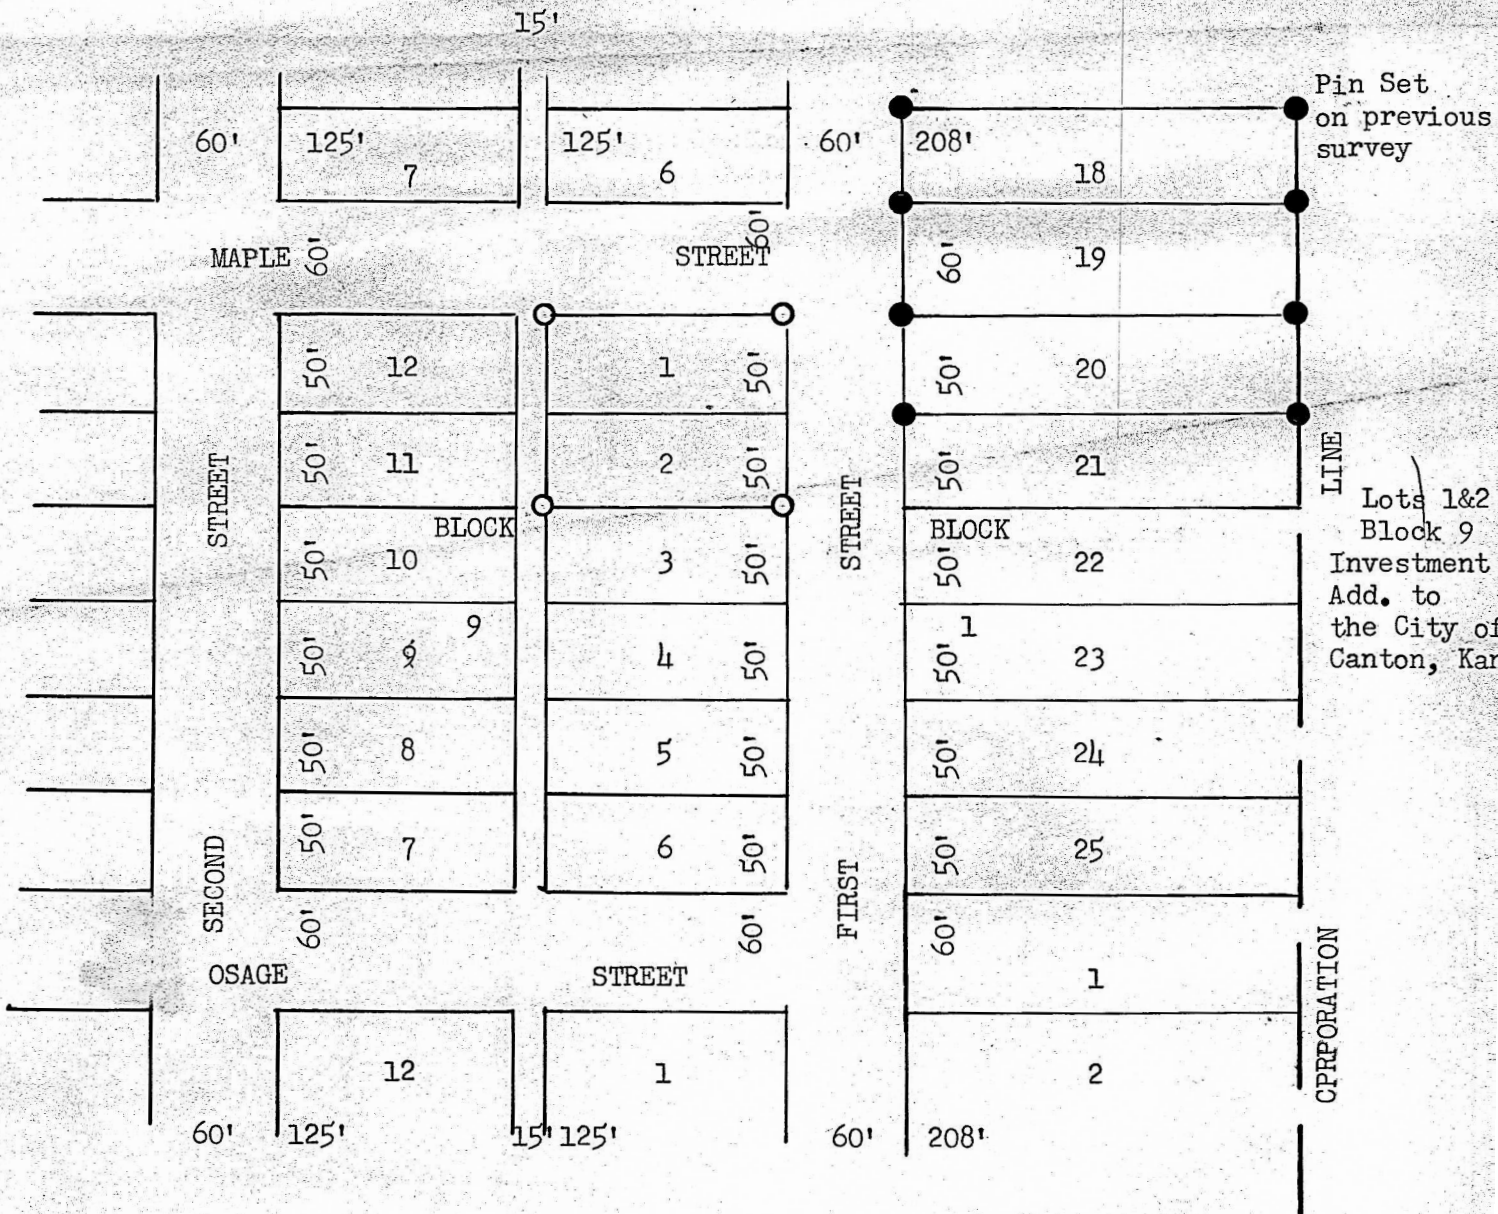 15'
Pin Set
on previous
survey
60' 125' 125' 60' 208'
7 6 18
60'
MAPLE 60' STREET 60' 19
50' 12 1 50' 50' 20
50' 11 2 50' 50' 21
STREET STREET LINE
Lots 1&2
Block 9
Investment
Add. to
the City of
Canton, Kan
BLOCK BLOCK
50' 10 3 50' 50' 22
9 1
50' 9 4 50' 50' 23
50' 8 5 50' 50' 24
50' 7 6 50' 50' 25
SECOND FIRST
60' 60' 60'
OSAGE STREET 1
CPRPORATION
12 1 2
60' 125' 15' 125' 60' 208'